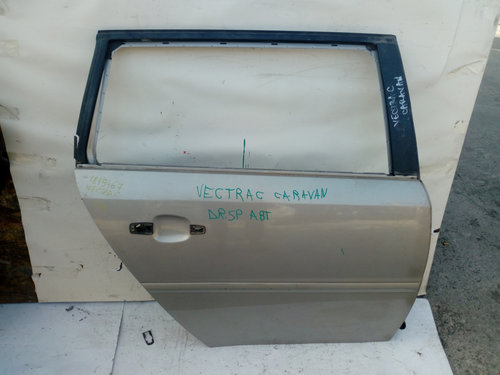 VECTRA C
CARAVAN
VECTRAC CARAVAN
DRSP ABT